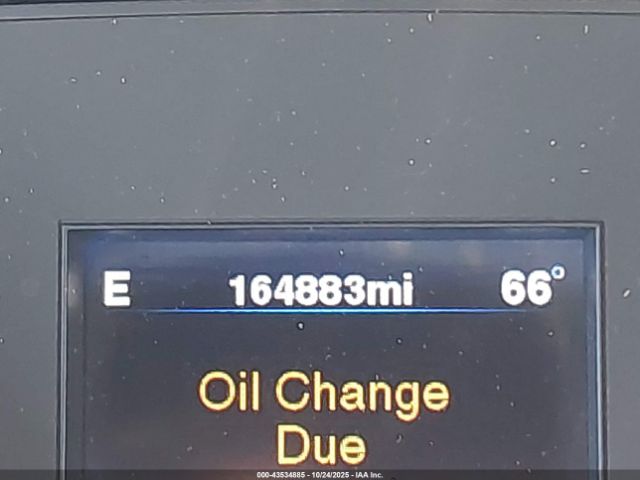 E 164883mi 66°
Oil Change
Due
000-43534885 - 10/24/2025 - IAA Inc.